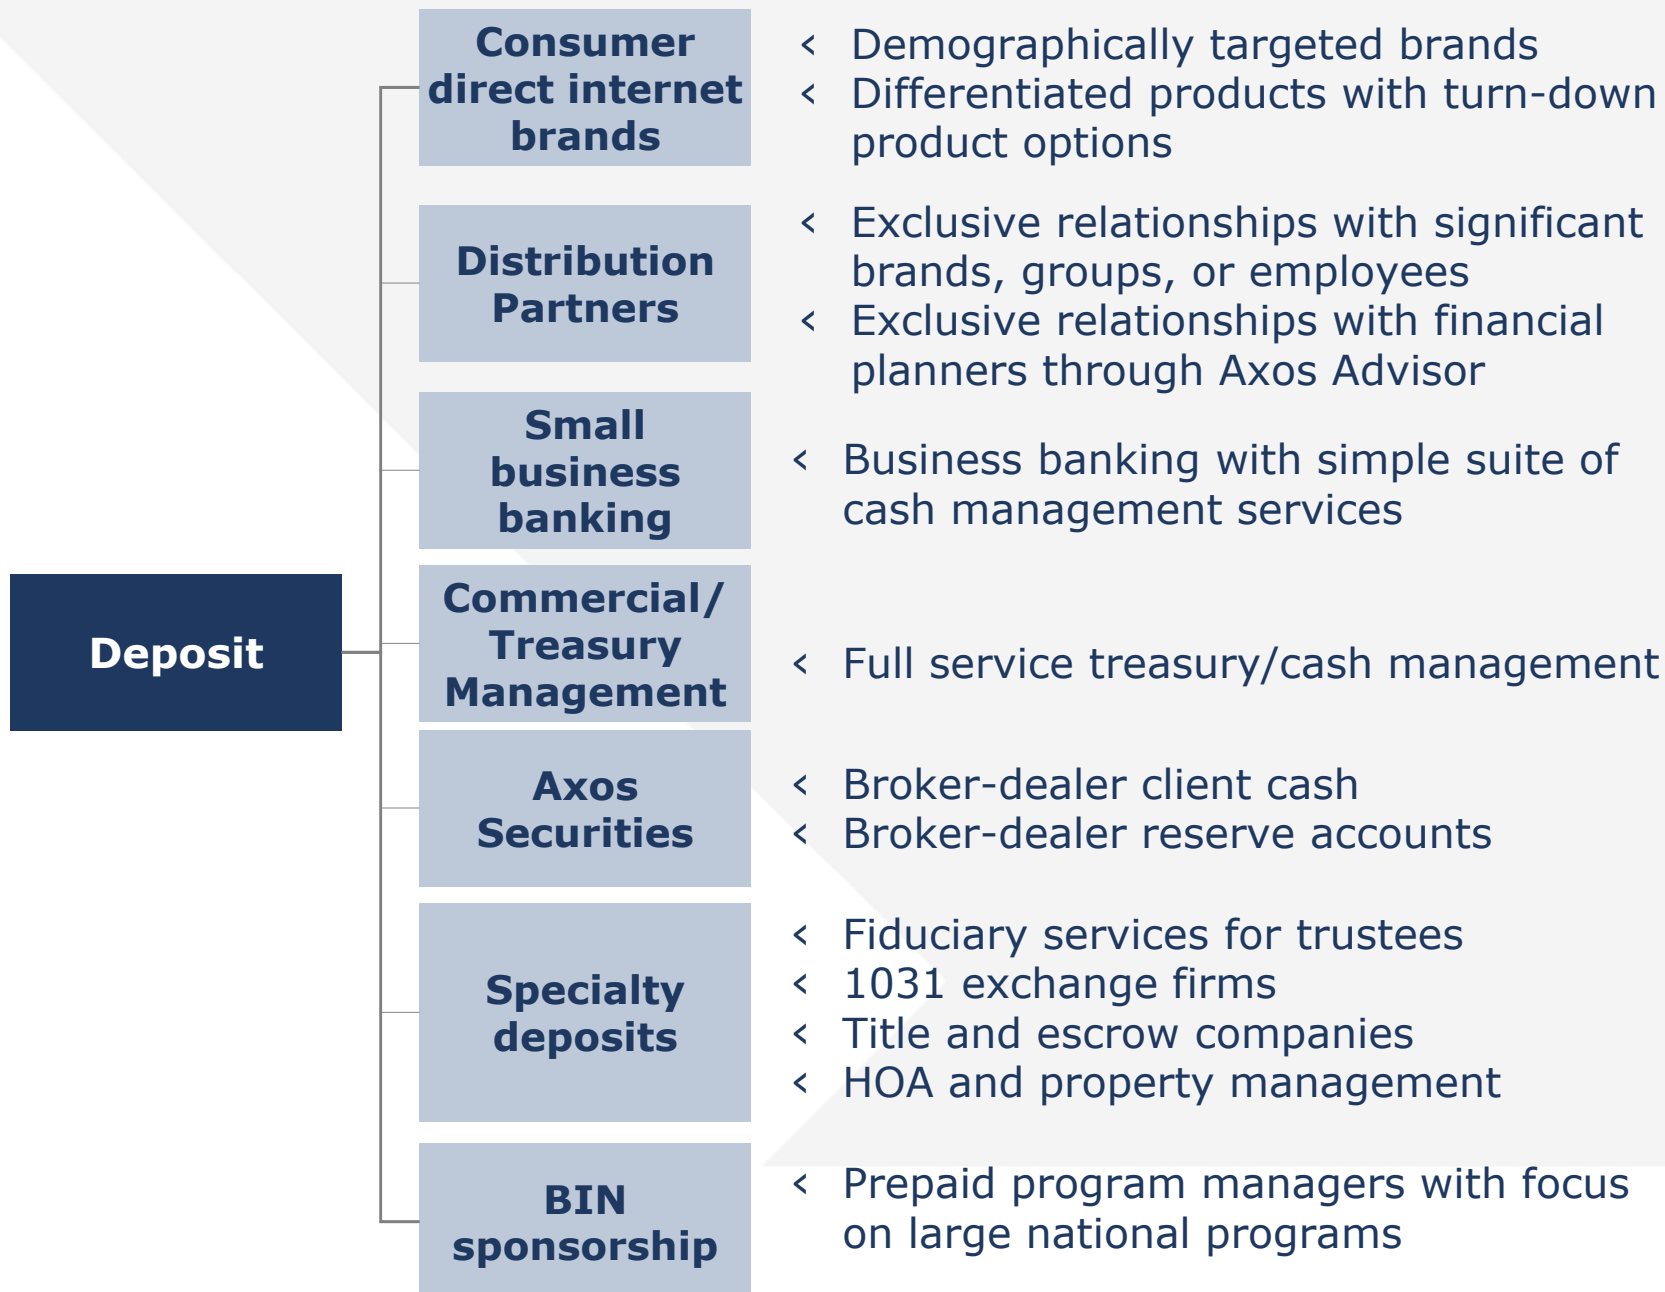 Deposit
Consumer
direct internet
brands
‹ Demographically targeted brands
‹ Differentiated products with turn-down
product options
Distribution
Partners
‹ Exclusive relationships with significant
brands, groups, or employees
‹ Exclusive relationships with financial
planners through Axos Advisor
Small
business
banking
‹ Business banking with simple suite of
cash management services
Commercial/
Treasury
Management
‹ Full service treasury/cash management
Axos
Securities
‹ Broker-dealer client cash
‹ Broker-dealer reserve accounts
Specialty
deposits
‹ Fiduciary services for trustees
‹ 1031 exchange firms
‹ Title and escrow companies
‹ HOA and property management
BIN
sponsorship
‹ Prepaid program managers with focus
on large national programs